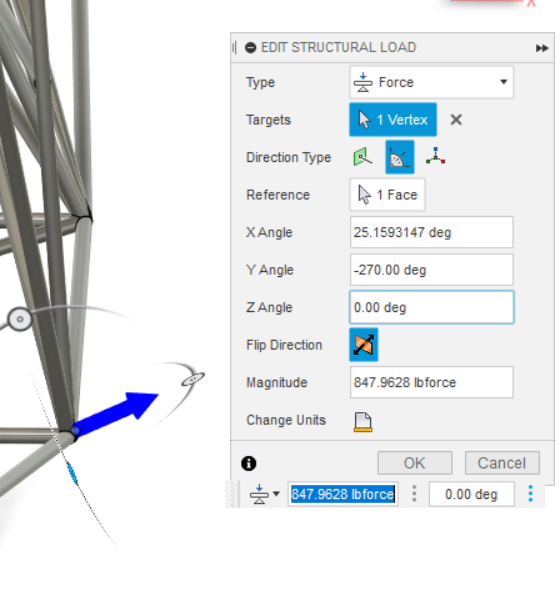 X
EDIT STRUCTURAL LOAD
Type Force
Targets 1 Vertex
Direction Type
Reference 1 Face
X Angle 25.1593147 deg
Y Angle -270.00 deg
Z Angle 0.00 deg
Flip Direction
Magnitude 847.9628 lbforce
Change Units
OK Cancel
847.9628 lbforce 0.00 deg